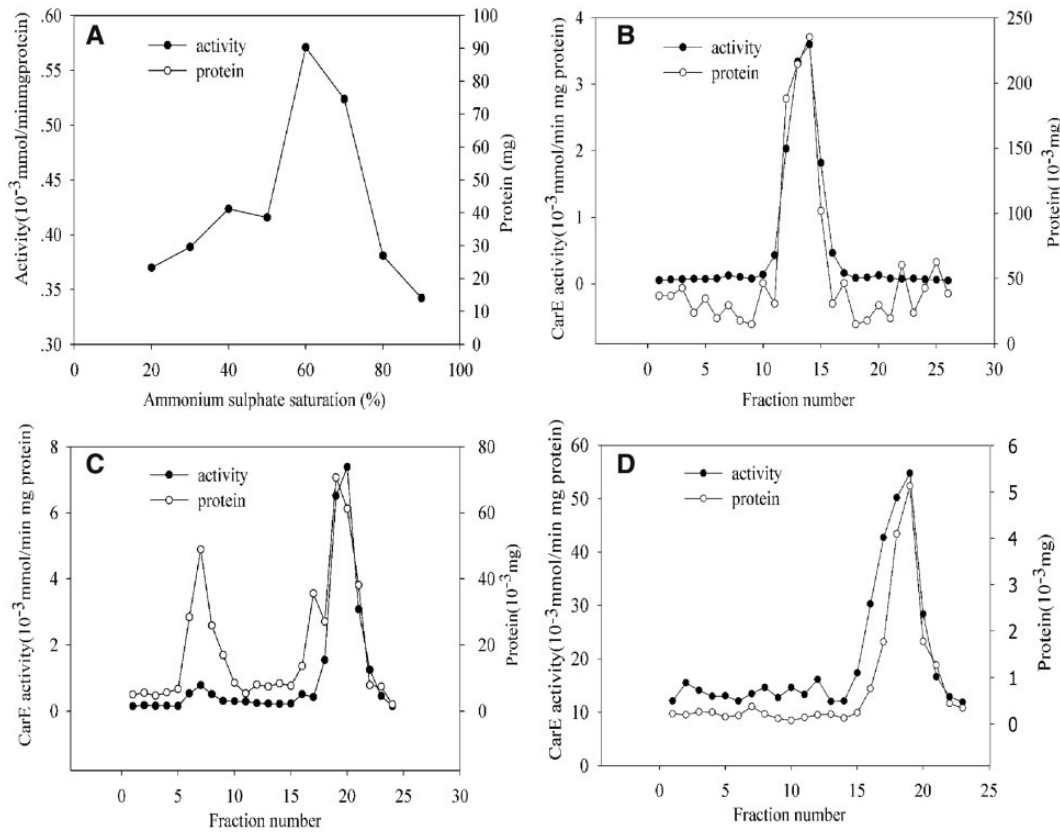 A
activity
protein
Activity(10-3mmol/minmgprotcin)
.60
.55
.50
.45
.40
.35
.30
100
90
80
70
60
50
40
30
20
10
0
Protein (mg)
0 20 40 60 80 100
Ammonium sulphate saturation (%)
B
activity
protein
CarE activity(10-3mmol/min mg protein)
4
3
2
1
0
250
200
150
100
50
0
Protein(10-3mg)
0 5 10 15 20 25 30
Fraction number
C
activity
protein
CarE activity(10-3mmol/min mg protein)
8
6
4
2
0
80
60
40
20
0
Protein(10-3mg)
0 5 10 15 20 25 30
Fraction number
D
activity
protein
CarE activity(10-3mmol/min mg protein)
60
50
40
30
20
10
0
6
5
4
3
2
1
0
Protein(10-3mg)
0 5 10 15 20 25
Fraction number